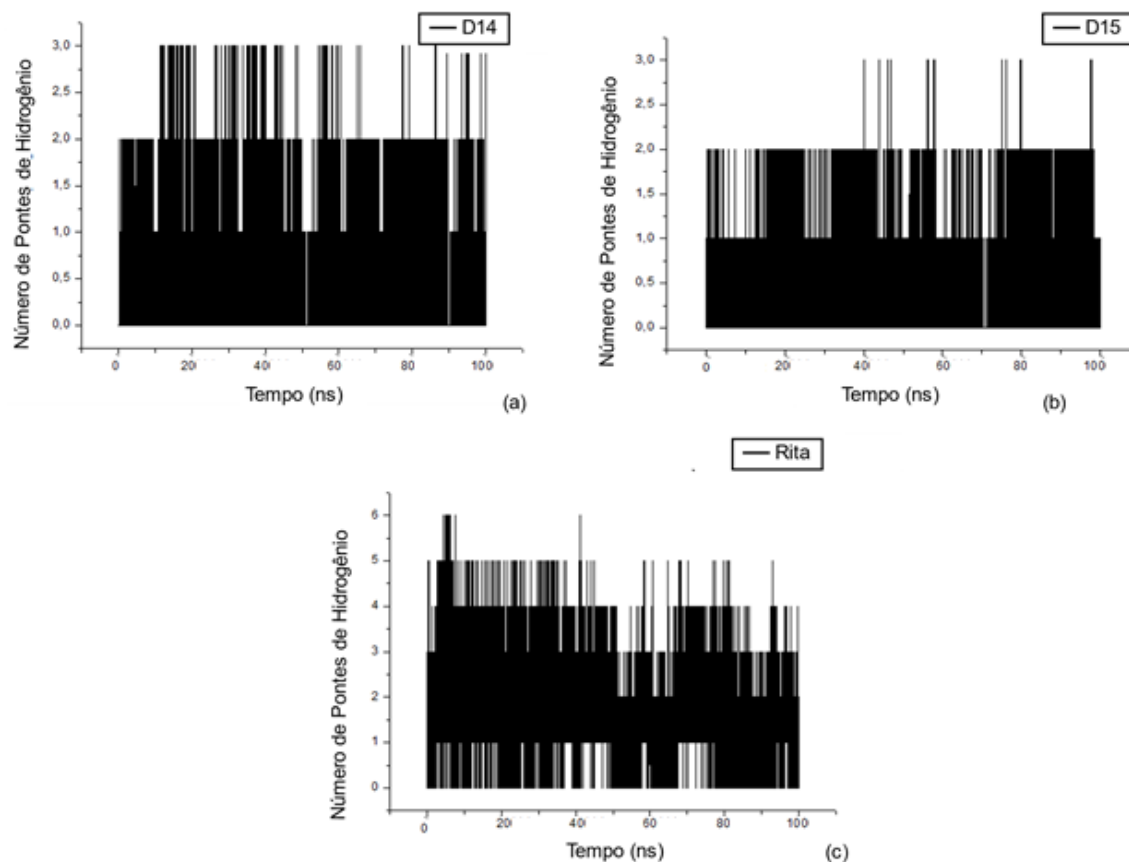 D14
Número de Pontes de Hidrogênio
3,0
2,5
2,0
1,5
1,0
0,5
0,0
0 20 40 60 80 100
Tempo (ns)
(a)
D15
Número de Pontes de Hidrogênio
3,0
2,5
2,0
1,5
1,0
0,5
0,0
0 20 40 60 80 100
Tempo (ns)
(b)
Rita
Número de Pontes de Hidrogênio
6
5
4
3
2
1
0
0 20 40 60 80 100
Tempo (ns)
(c)